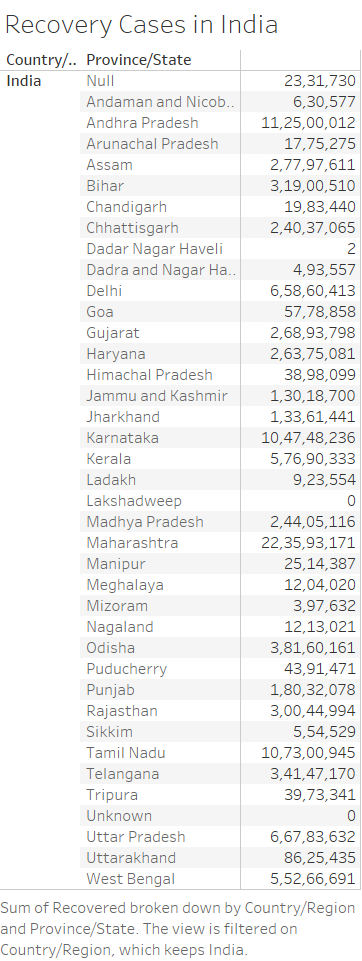 Recovery Cases in India
Country/.. Province/State
India Null 23,31,730
Andaman and Nicob.. 6,30,577
Andhra Pradesh 11,25,00,012
Arunachal Pradesh 17,75,275
Assam 2,77,97,611
Bihar 3,19,00,510
Chandigarh 19,83,440
Chhattisgarh 2,40,37,065
Dadar Nagar Haveli 2
Dadra and Nagar Ha.. 4,93,557
Delhi 6,58,60,413
Goa 57,78,858
Gujarat 2,68,93,798
Haryana 2,63,75,081
Himachal Pradesh 38,98,099
Jammu and Kashmir 1,30,18,700
Jharkhand 1,33,61,441
Karnataka 10,47,48,236
Kerala 5,76,90,333
Ladakh 9,23,554
Lakshadweep 0
Madhya Pradesh 2,44,05,116
Maharashtra 22,35,93,171
Manipur 25,14,387
Meghalaya 12,04,020
Mizoram 3,97,632
Nagaland 12,13,021
Odisha 3,81,60,161
Puducherry 43,91,471
Punjab 1,80,32,078
Rajasthan 3,00,44,994
Sikkim 5,54,529
Tamil Nadu 10,73,00,945
Telangana 3,41,47,170
Tripura 39,73,341
Unknown 0
Uttar Pradesh 6,67,83,632
Uttarakhand 86,25,435
West Bengal 5,52,66,691
Sum of Recovered broken down by Country/Region
and Province/State. The view is filtered on
Country/Region, which keeps India.